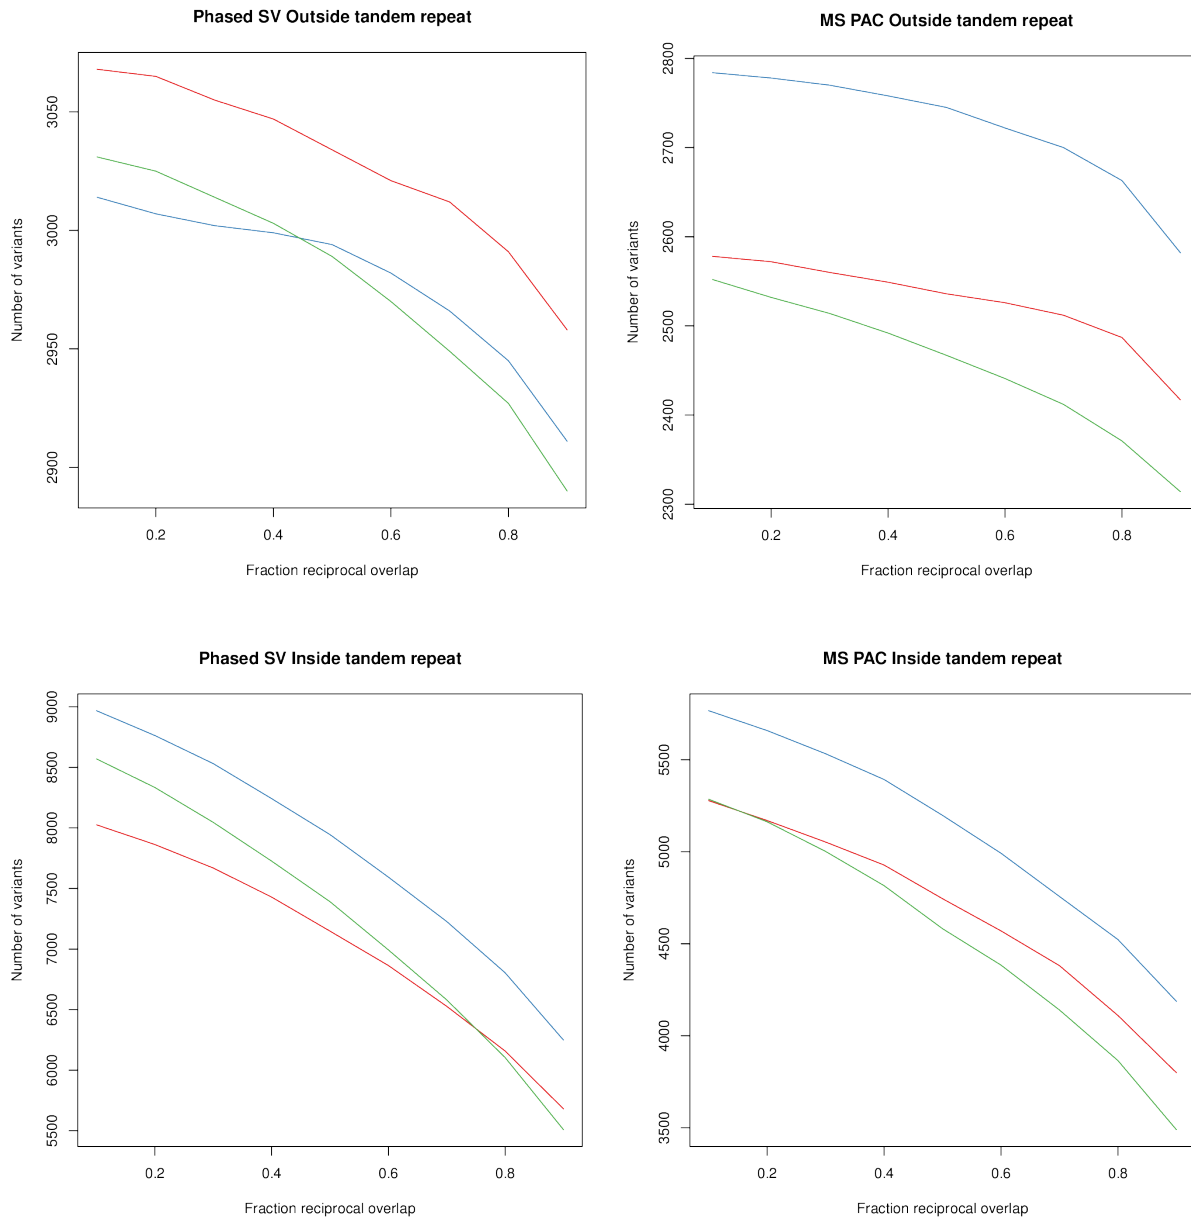 Phased SV Outside tandem repeat
Number of variants
3050
3000
2950
2900
0.2 0.4 0.6 0.8
Fraction reciprocal overlap
MS PAC Outside tandem repeat
Number of variants
2800
2700
2600
2500
2400
2300
0.2 0.4 0.6 0.8
Fraction reciprocal overlap
Phased SV Inside tandem repeat
Number of variants
9000
8500
8000
7500
7000
6500
6000
5500
0.2 0.4 0.6 0.8
Fraction reciprocal overlap
MS PAC Inside tandem repeat
Number of variants
5500
5000
4500
4000
3500
0.2 0.4 0.6 0.8
Fraction reciprocal overlap